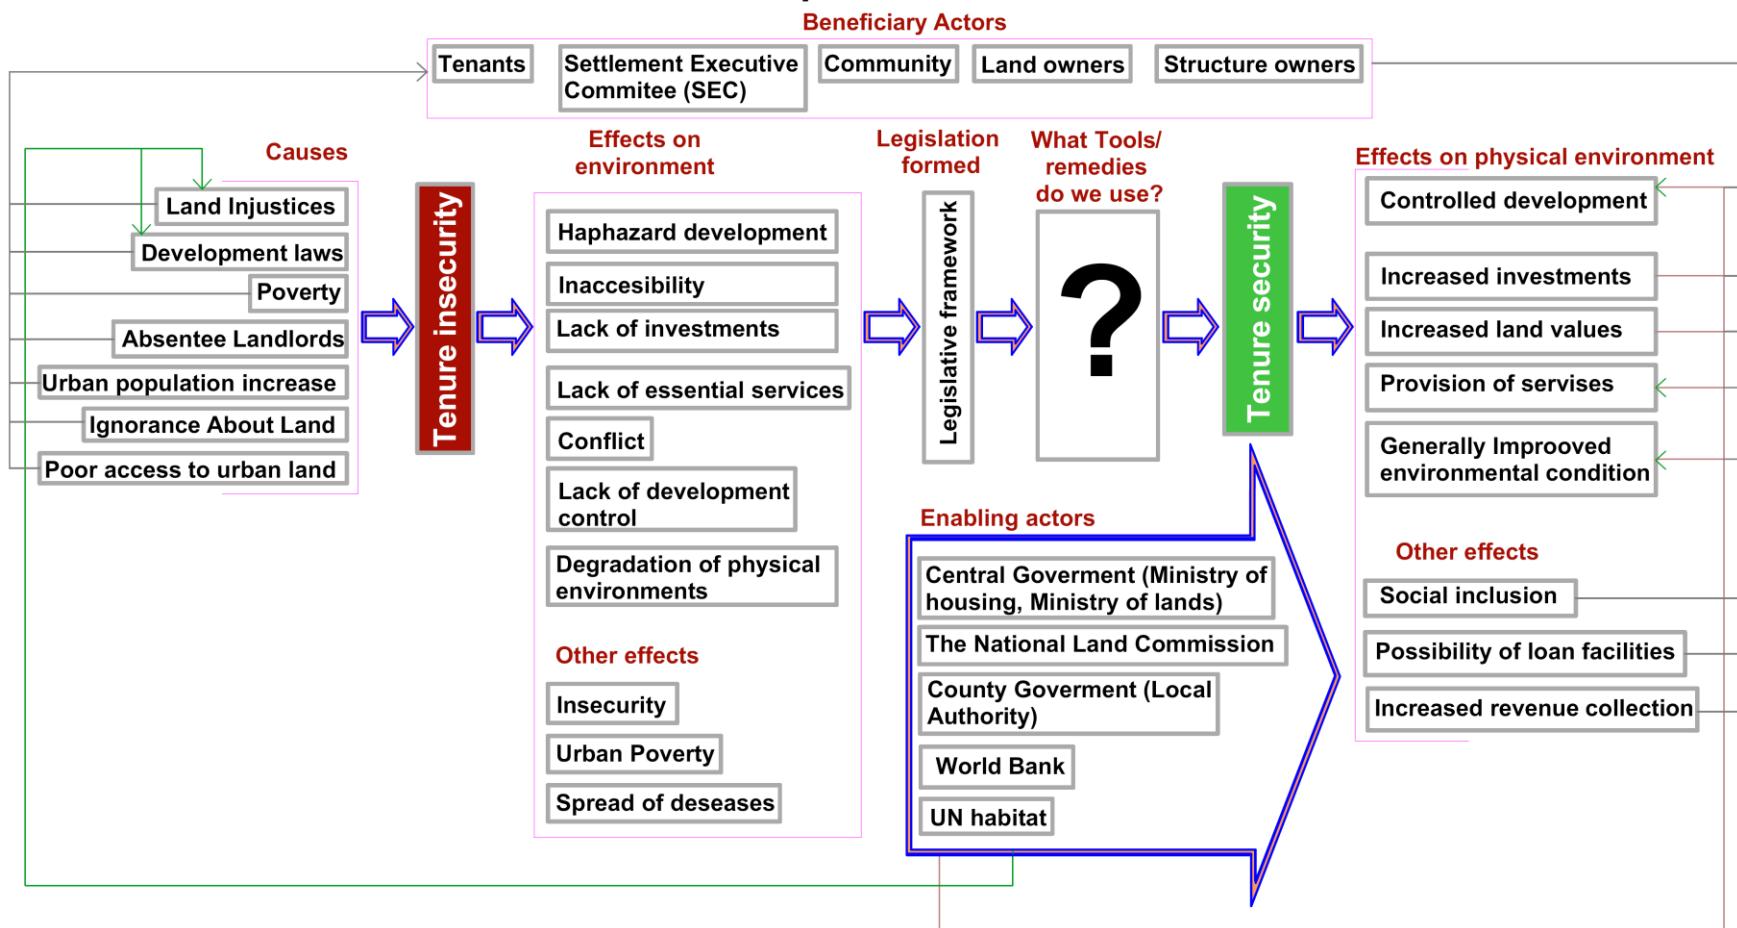 Beneficiary Actors
Tenants
Settlement Executive
Commitee (SEC)
Community
Land owners
Structure owners
Causes
Land Injustices
Development laws
Poverty
Absentee Landlords
Urban population increase
Ignorance About Land
Poor access to urban land
Tenure insecurity
Effects on
environment
Haphazard development
Inaccesibility
Lack of investments
Lack of essential services
Conflict
Lack of development
control
Degradation of physical
environments
Other effects
Insecurity
Urban Poverty
Spread of deseases
Legislation
formed
Legislative framework
What Tools/
remedies
do we use?
?
Tenure security
Enabling actors
Central Goverment (Ministry of
housing, Ministry of lands)
The National Land Commission
County Goverment (Local
Authority)
World Bank
UN habitat
Effects on physical environment
Controlled development
Increased investments
Increased land values
Provision of servises
Generally Improoved
environmental condition
Other effects
Social inclusion
Possibility of loan facilities
Increased revenue collection